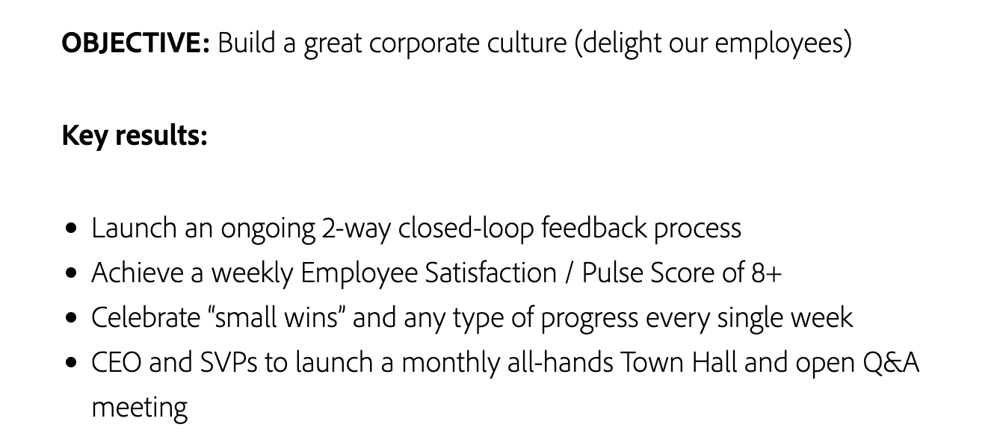 OBJECTIVE: Build a great corporate culture (delight our employees)
Key results:
• Launch an ongoing 2-way closed-loop feedback process
• Achieve a weekly Employee Satisfaction / Pulse Score of 8+
• Celebrate “small wins” and any type of progress every single week
• CEO and SVPs to launch a monthly all-hands Town Hall and open Q&A
meeting